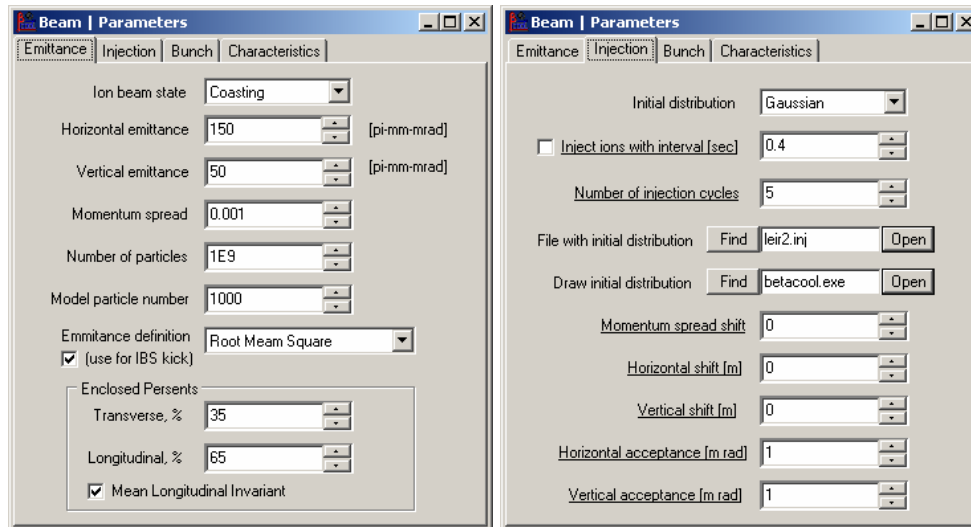 Beam | Parameters
Emittance Injection Bunch Characteristics
Ion beam state Coasting
Horizontal emittance 150 [pi-mm-mrad]
Vertical emittance 50 [pi-mm-mrad]
Momentum spread 0.001
Number of particles 1E9
Model particle number 1000
Emmitance definition Root Meam Square
(use for IBS kick)
Enclosed Persents
Transverse, % 35
Longitudinal, % 65
Mean Longitudinal Invariant
Beam | Parameters
Emittance Injection Bunch Characteristics
Initial distribution Gaussian
Inject ions with interval [sec] 0.4
Number of injection cycles 5
File with initial distribution Find leir2.inj Open
Draw initial distribution Find betacool.exe Open
Momentum spread shift 0
Horizontal shift [m] 0
Vertical shift [m] 0
Horizontal acceptance [m rad] 1
Vertical acceptance [m rad] 1